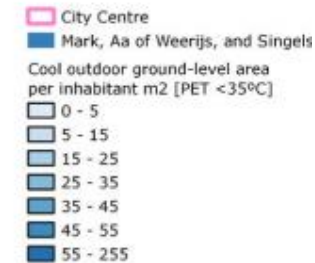 City Centre
Mark, Aa of Weerijs, and Singels
Cool outdoor ground-level area
per inhabitant m2 [PET <35ºC]
0 - 5
5 - 15
15 - 25
25 - 35
35 - 45
45 - 55
55 - 255